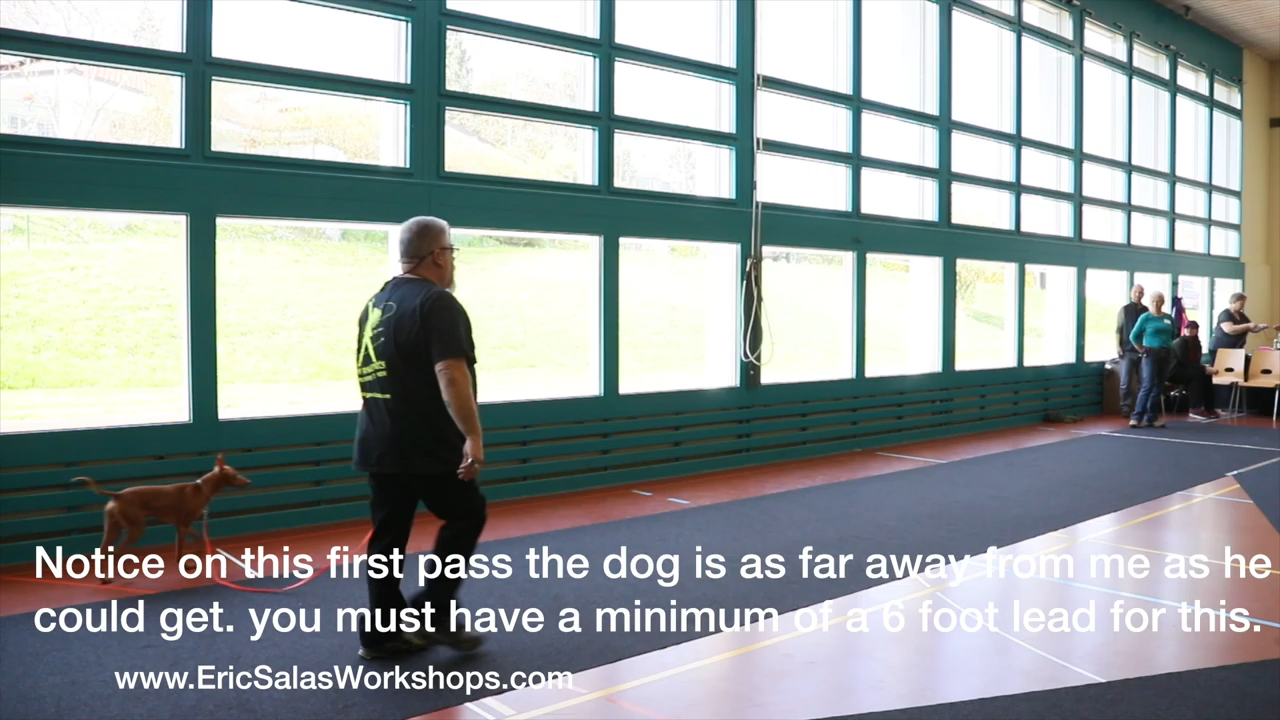 Notice on this first pass the dog is as far away from me as he
could get. you must have a minimum of a 6 foot lead for this.
www.EricSalasWorkshops.com